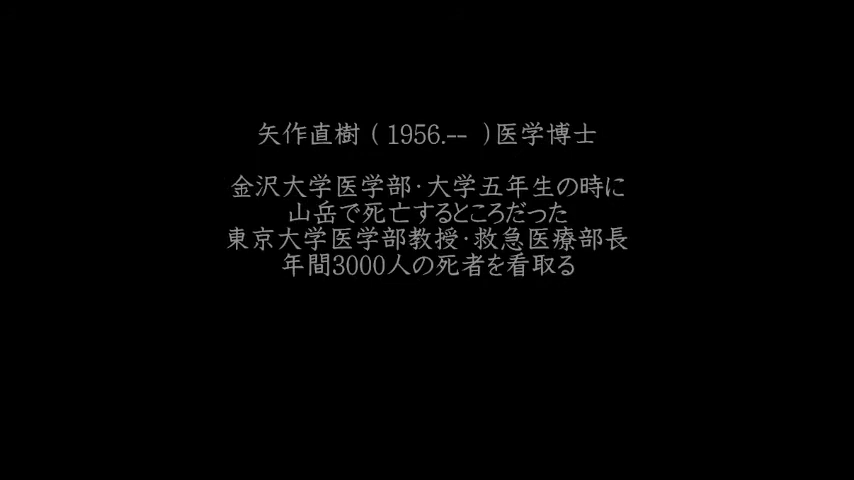 矢作直樹 ( 1956.-- )医学博士
金沢大学医学部·大学五年生の時に
山岳で死亡するところだった
東京大学医学部教授·救急医療部長
年間3000人の死者を看取る